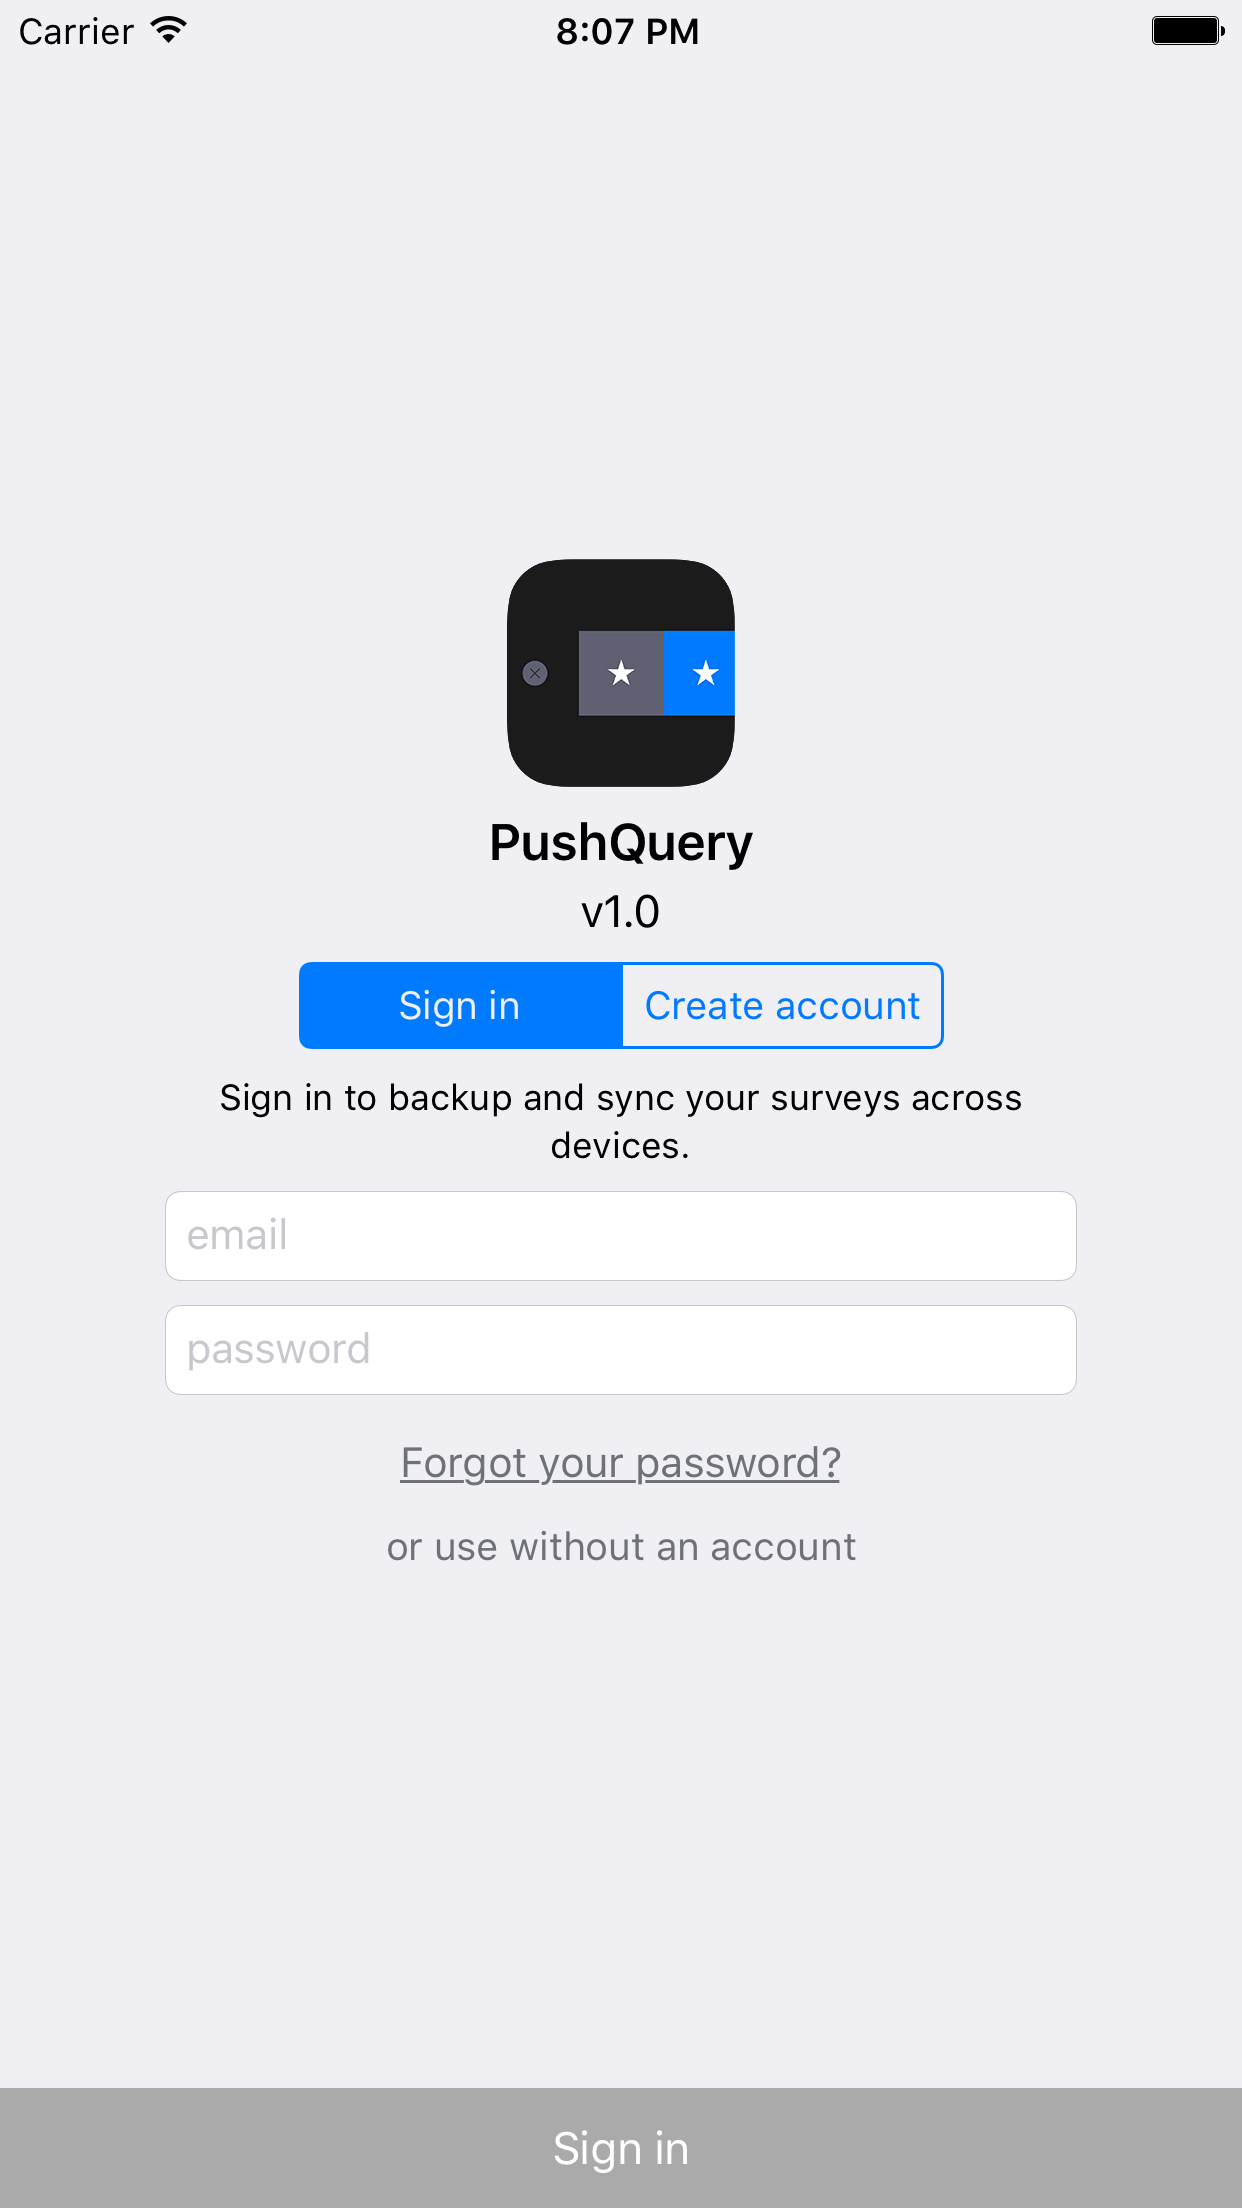 Carrier
8:07 PM
PushQuery
v1.0
Sign in
Create account
Sign in to backup and sync your surveys across
devices.
email
password
Forgot your password?
or use without an account
Sign in